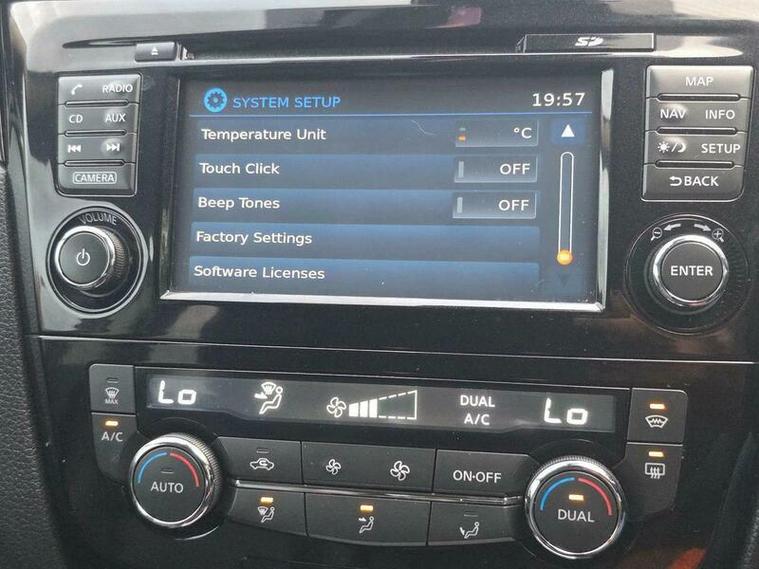 SD
RADIO
CD AUX
CAMERA
VOLUME
SYSTEM SETUP 19:57
Temperature Unit °C
Touch Click OFF
Beep Tones OFF
Factory Settings
Software Licenses
MAP
NAV INFO
SETUP
BACK
ENTER
MAX
A/C
Lo
DUAL
A/C
Lo
AUTO
ON·OFF
DUAL